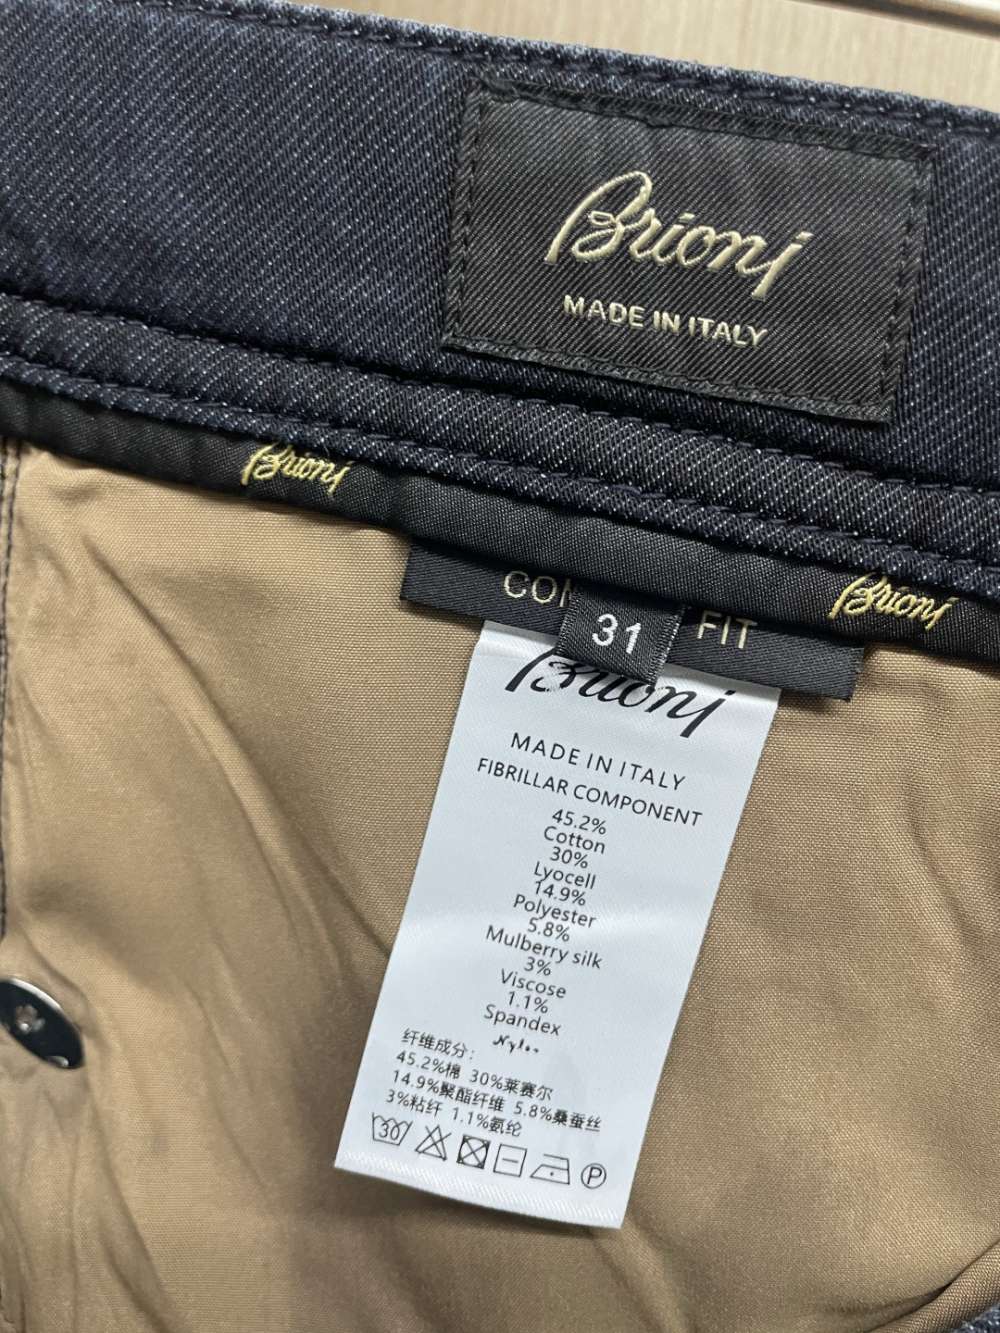 Brioni
MADE IN ITALY
Brioni
Brioni
FIT
31
Brioni
MADE IN ITALY
FIBRILLAR COMPONENT
45.2%
Cotton
30%
Lyocell
14.9%
Polyester
5.8%
Mulberry silk
3%
Viscose
1.1%
Spandex
纤维成分:
45.2%棉 30%莱赛尔
14.9%聚酯纤维 5.8%桑蚕丝
3%粘纤 1.1%氨纶
30
P